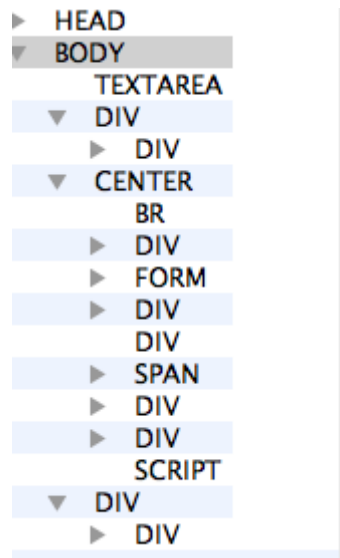 HEAD
BODY
TEXTAREA
DIV
DIV
CENTER
BR
DIV
FORM
DIV
DIV
SPAN
DIV
DIV
SCRIPT
DIV
DIV